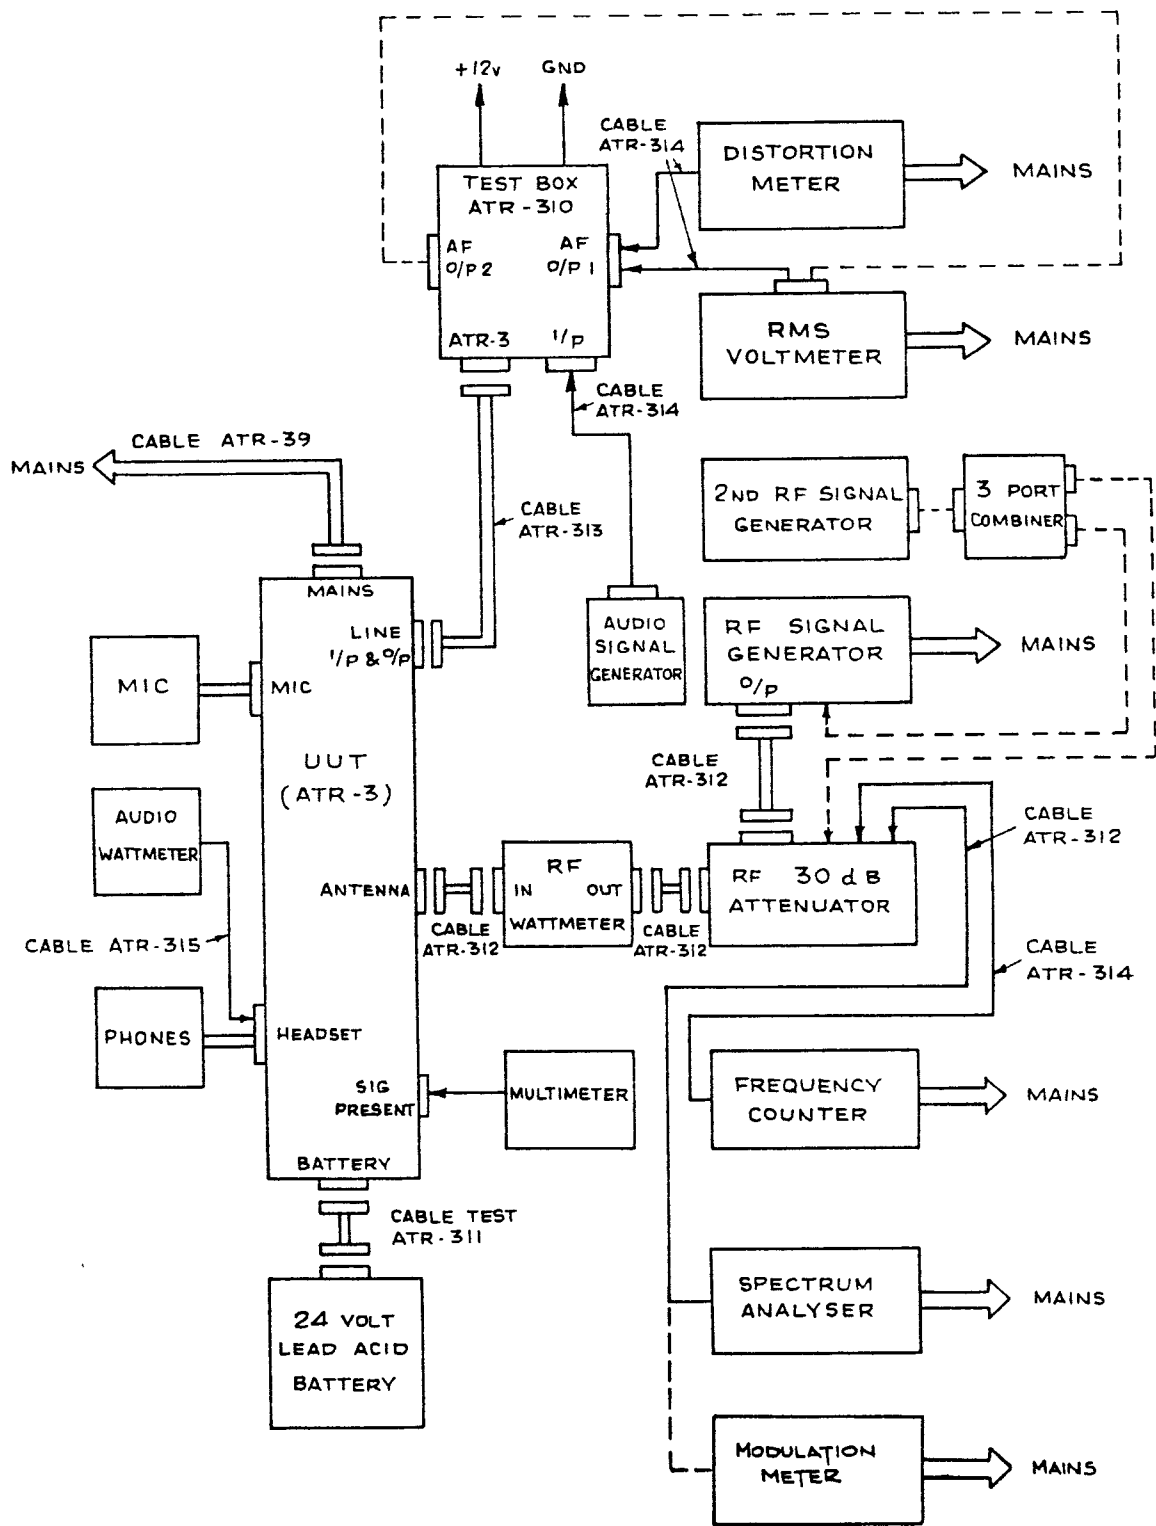 +12v
GND
CABLE
ATR-314
DISTORTION
METER
MAINS
TEST BOX
ATR-310
AF
O/P 2
AF
O/P 1
ATR-3
I/P
RMS
VOLTMETER
MAINS
CABLE
ATR-314
CABLE ATR-39
MAINS
CABLE
ATR-313
2ND RF SIGNAL
GENERATOR
3 PORT
COMBINER
MAINS
LINE
I/P & O/P
MIC
MIC
UUT
(ATR-3)
AUDIO
SIGNAL
GENERATOR
RF SIGNAL
GENERATOR
O/P
MAINS
CABLE
ATR-312
AUDIO
WATTMETER
CABLE ATR-315
ANTENNA
CABLE
ATR-312
RF
IN OUT
WATTMETER
CABLE
ATR-312
RF 30 dB
ATTENUATOR
CABLE
ATR-312
CABLE
ATR-314
PHONES
HEADSET
SIG
PRESENT
MULTIMETER
FREQUENCY
COUNTER
MAINS
BATTERY
CABLE TEST
ATR-311
24 VOLT
LEAD ACID
BATTERY
SPECTRUM
ANALYSER
MAINS
MODULATION
METER
MAINS